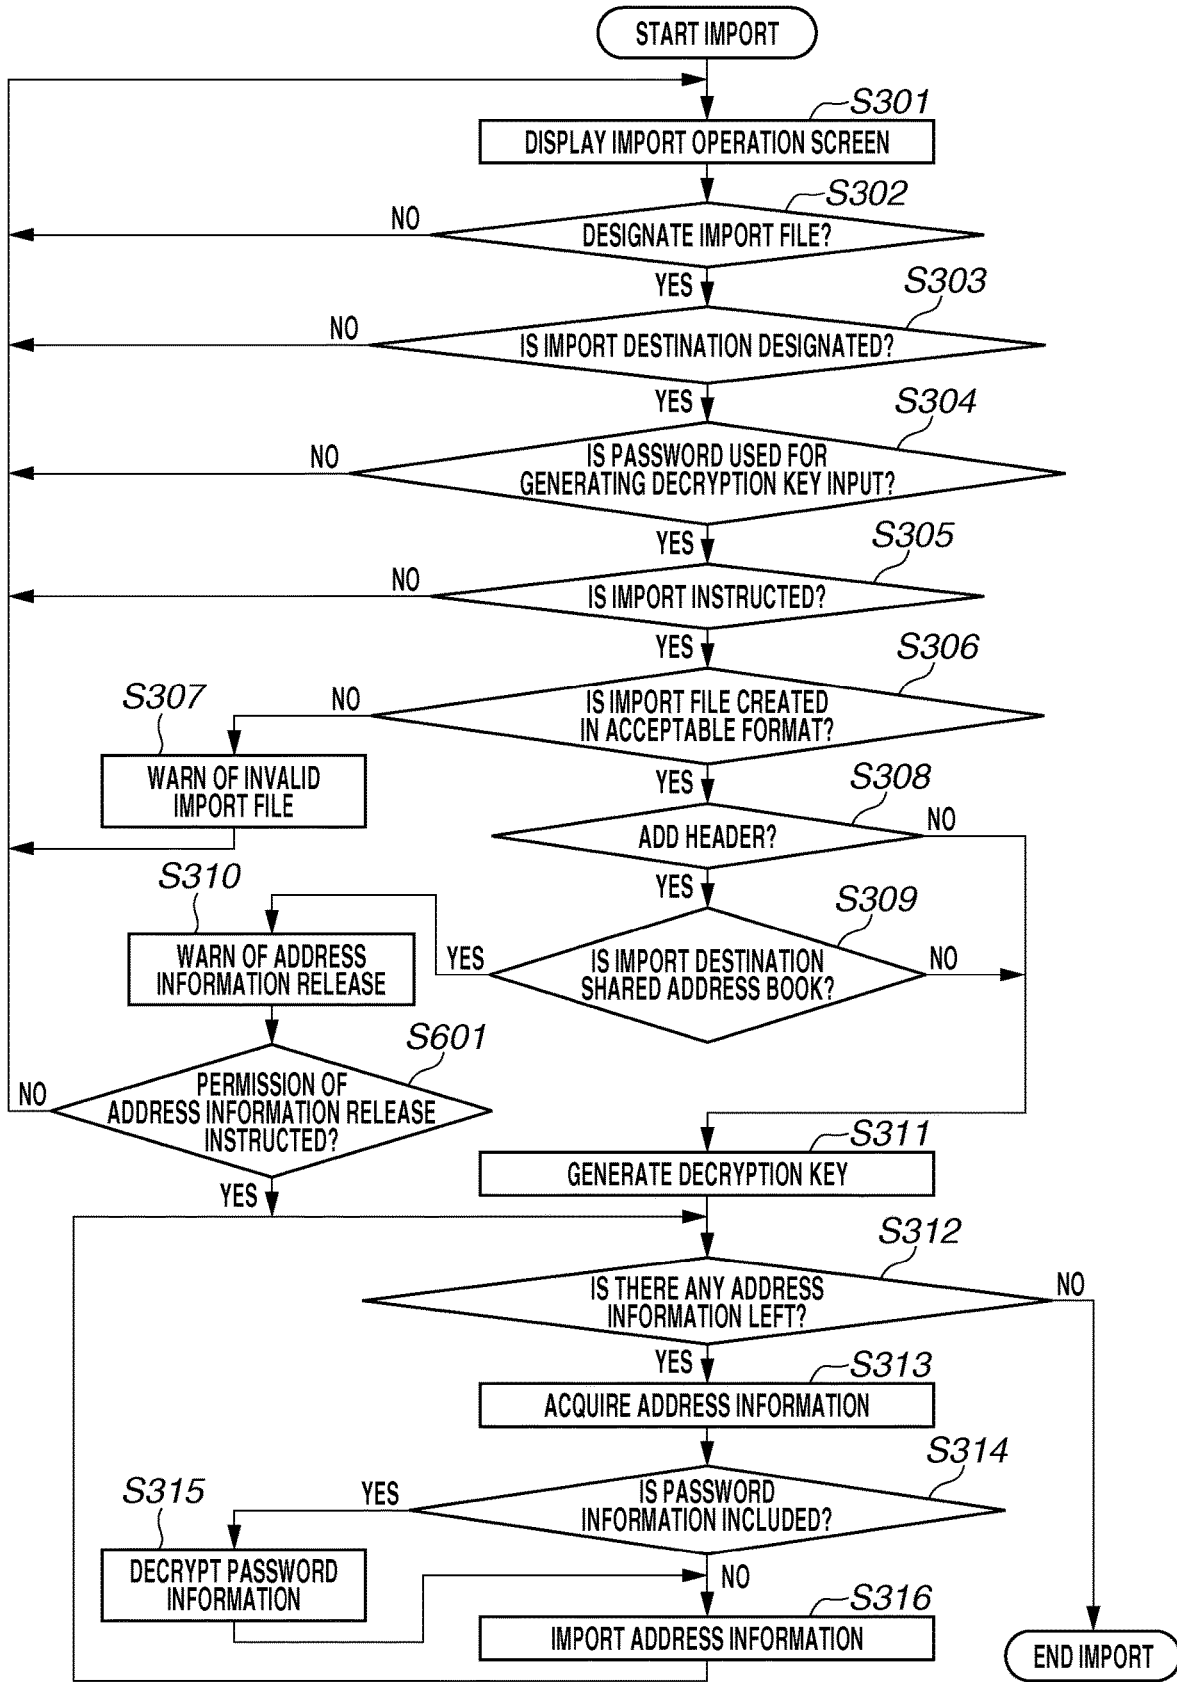 START IMPORT
S301
DISPLAY IMPORT OPERATION SCREEN
S302
NO
DESIGNATE IMPORT FILE?
YES
S303
NO
IS IMPORT DESTINATION DESIGNATED?
YES
S304
NO
IS PASSWORD USED FOR
GENERATING DECRYPTION KEY INPUT?
YES
S305
NO
IS IMPORT INSTRUCTED?
YES
S306
NO
IS IMPORT FILE CREATED
IN ACCEPTABLE FORMAT?
S307
WARN OF INVALID
IMPORT FILE
YES
S308
ADD HEADER?
NO
YES
S309
IS IMPORT DESTINATION
SHARED ADDRESS BOOK?
YES
NO
S310
WARN OF ADDRESS
INFORMATION RELEASE
S601
NO
PERMISSION OF
ADDRESS INFORMATION RELEASE
INSTRUCTED?
YES
S311
GENERATE DECRYPTION KEY
S312
IS THERE ANY ADDRESS
INFORMATION LEFT?
NO
YES
S313
ACQUIRE ADDRESS INFORMATION
S314
YES
IS PASSWORD
INFORMATION INCLUDED?
S315
DECRYPT PASSWORD
INFORMATION
NO
S316
IMPORT ADDRESS INFORMATION
END IMPORT